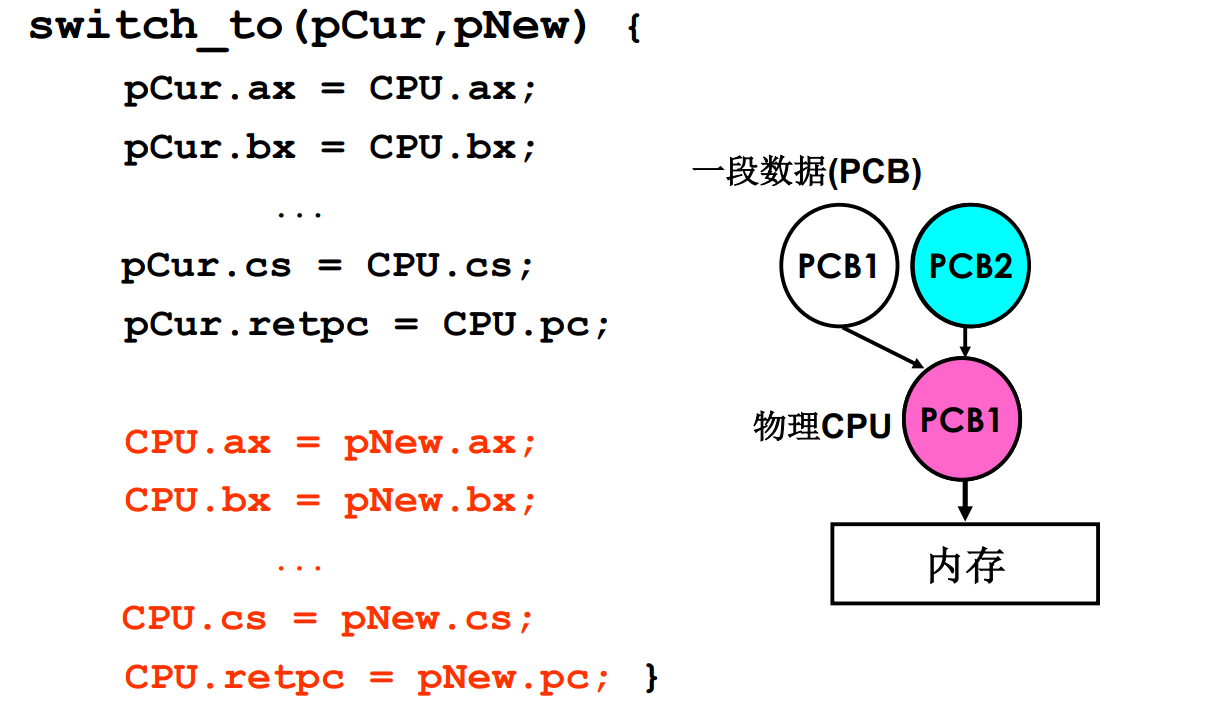 switch_to(pCur,pNew) {
pCur.ax = CPU.ax;
pCur.bx = CPU.bx;
...
pCur.cs = CPU.cs;
pCur.retpc = CPU.pc;
CPU.ax = pNew.ax;
CPU.bx = pNew.bx;
...
CPU.cs = pNew.cs;
CPU.retpc = pNew.pc; }
一段数据(PCB)
PCB1
PCB2
物理CPU
PCB1
内存